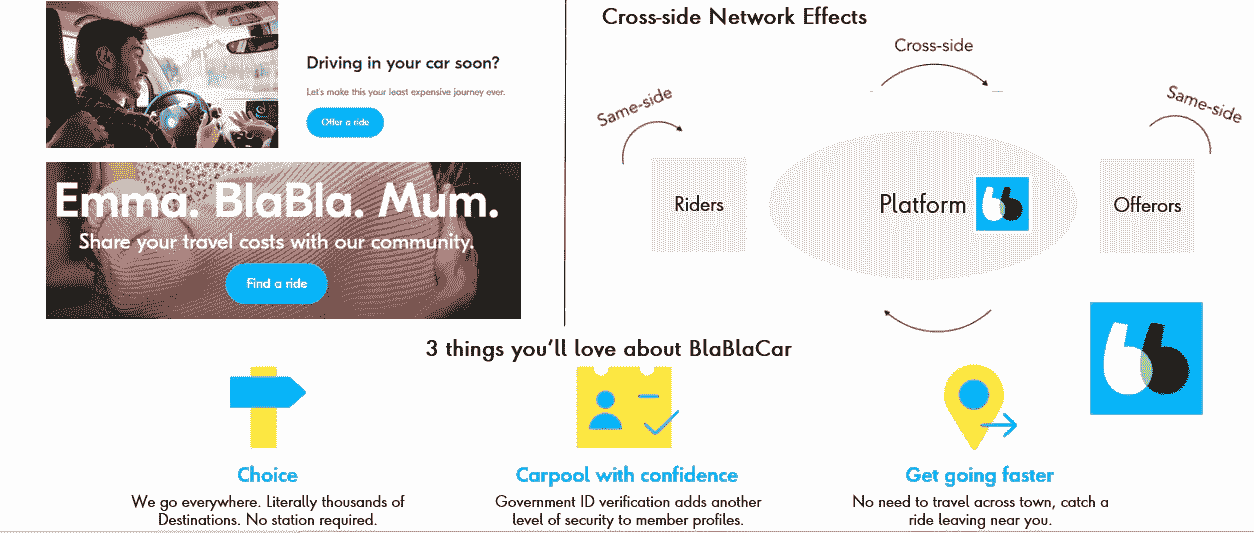 Driving in your car soon?
Let's make this your least expensive journey ever.
Offer a ride
Emma. BlaBla. Mum.
Share your travel costs with our community.
Find a ride
Cross-side Network Effects
Cross-side
Same-side
Same-side
Riders
Platform
Offerors
3 things you'll love about BlaBlaCar
Choice
We go everywhere. Literally thousands of
Destinations. No station required.
Carpool with confidence
Government ID verification adds another
level of security to member profiles.
Get going faster
No need to travel across town, catch a
ride leaving near you.